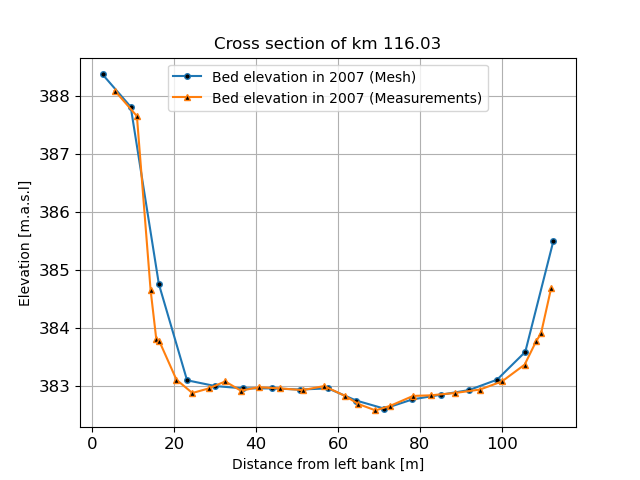 Cross section of km 116.03
Bed elevation in 2007 (Mesh)
Bed elevation in 2007 (Measurements)
Elevation [m.a.s.l]
388
387
386
385
384
383
0 20 40 60 80 100
Distance from left bank [m]